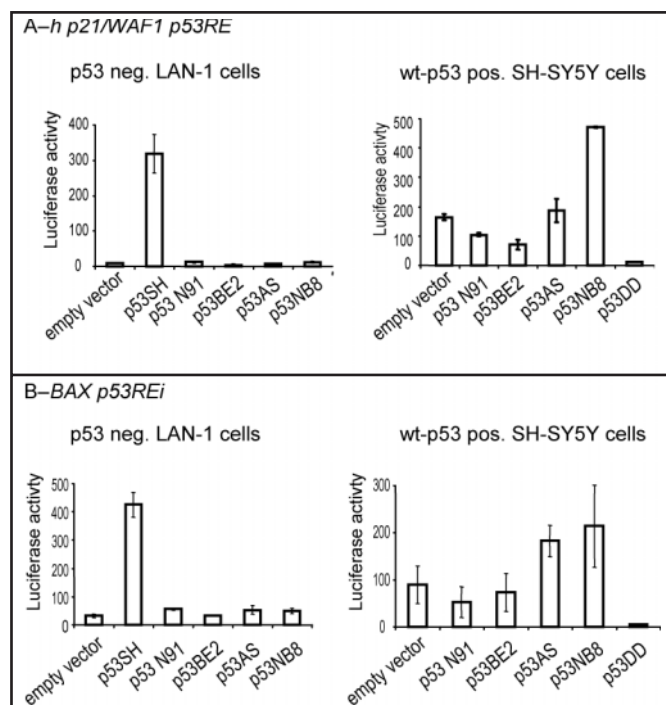 A–h p21/WAF1 p53RE
p53 neg. LAN-1 cells
wt-p53 pos. SH-SY5Y cells
Luciferase activty
400
300
200
100
0
empty vector
p53SH
p53 N91
p53BE2
p53AS
p53NB8
Luciferase activty
500
400
300
200
100
0
empty vector
p53 N91
p53BE2
p53AS
p53NB8
p53DD
B–BAX p53REi
p53 neg. LAN-1 cells
wt-p53 pos. SH-SY5Y cells
Luciferase activty
500
400
300
200
100
0
empty vector
p53SH
p53 N91
p53BE2
p53AS
p53NB8
Luciferase activty
300
200
100
0
empty vector
p53 N91
p53BE2
p53AS
p53NB8
p53DD